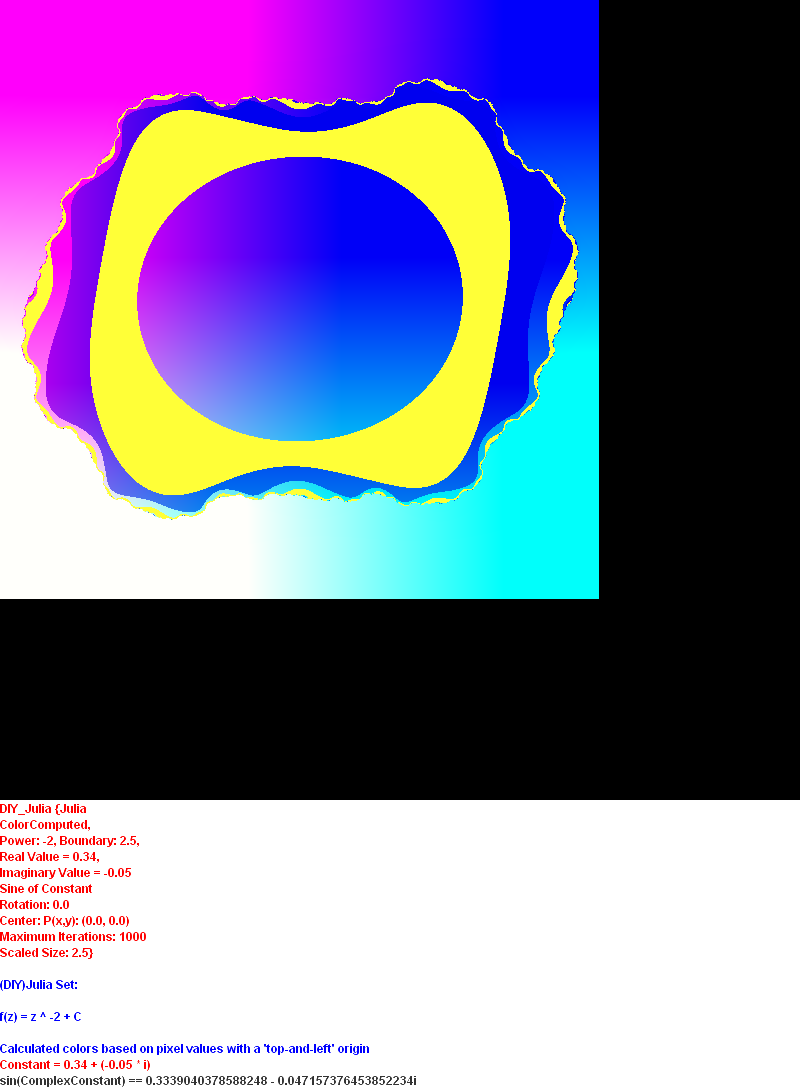 DIY_Julia {Julia
ColorComputed,
Power: -2, Boundary: 2.5,
Real Value = 0.34,
Imaginary Value = -0.05
Sine of Constant
Rotation: 0.0
Center: P(x,y): (0.0, 0.0)
Maximum Iterations: 1000
Scaled Size: 2.5}
(DIY)Julia Set:
f(z) = z ^ -2 + C
Calculated colors based on pixel values with a 'top-and-left' origin
Constant = 0.34 + (-0.05 * i)
sin(ComplexConstant) == 0.3339040378588248 - 0.047157376453852234i